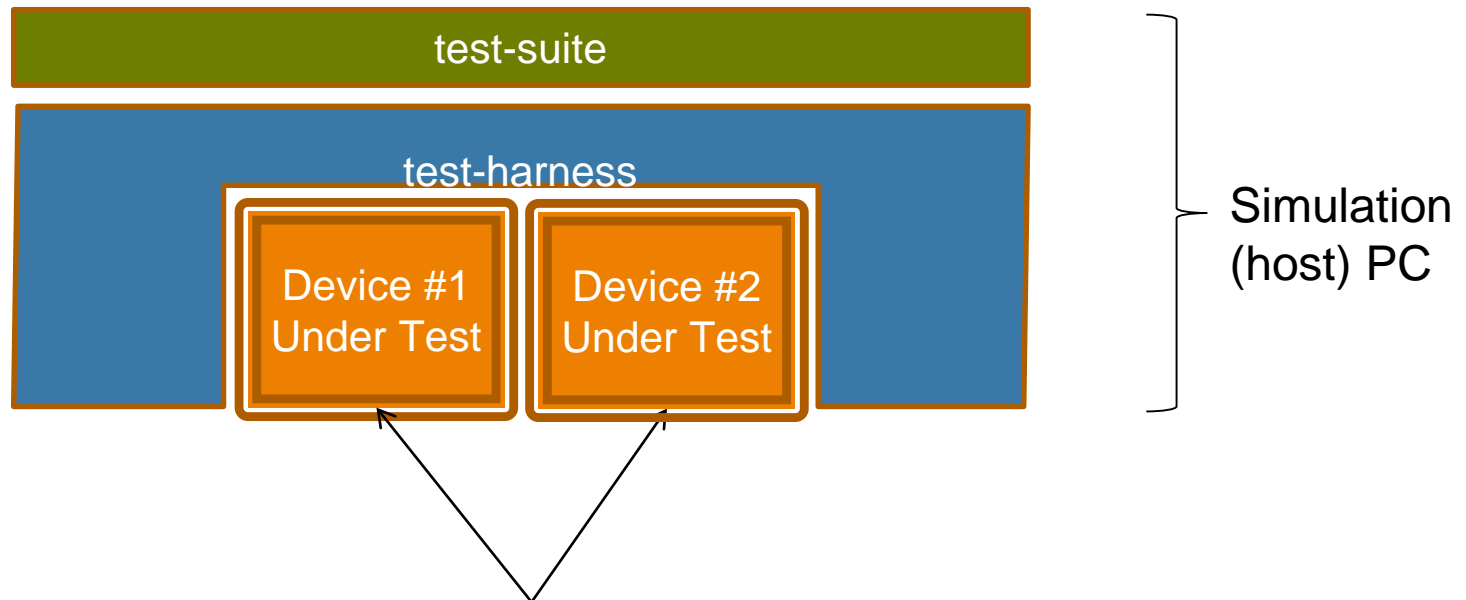 test-suite
test-harness
Device #1
Under Test
Device #2
Under Test
Simulation
(host) PC